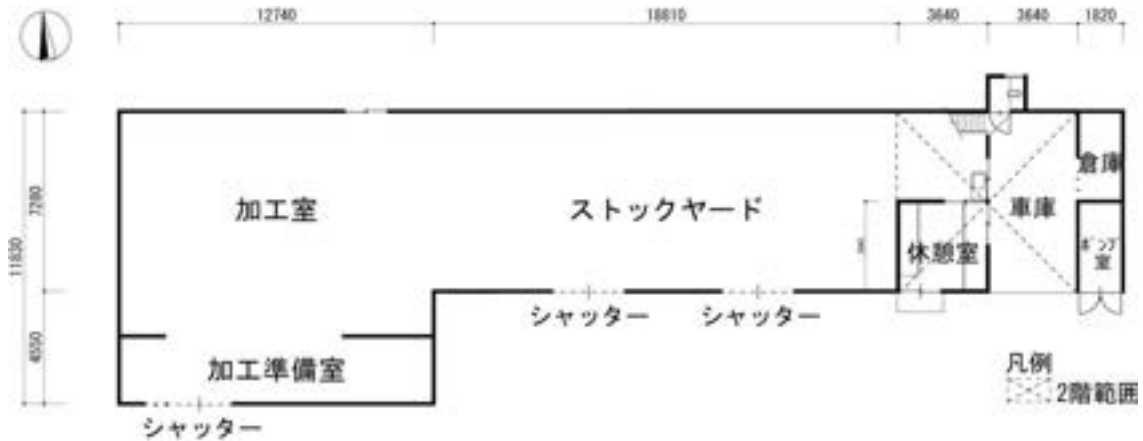 12740
18810
3640
3640
1820
7280
11830
4550
加工室
ストックヤード
倉庫
車庫
休憩室
ポンプ
室
シャッター
シャッター
加工準備室
シャッター
凡例
2階範囲